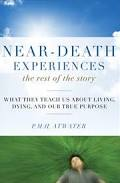 NEAR-DEATH
EXPERIENCES
the rest of the story
WHAT THEY TEACH US ABOUT LIVING,
DYING, AND OUR TRUE PURPOSE
P.M.H. ATWATER